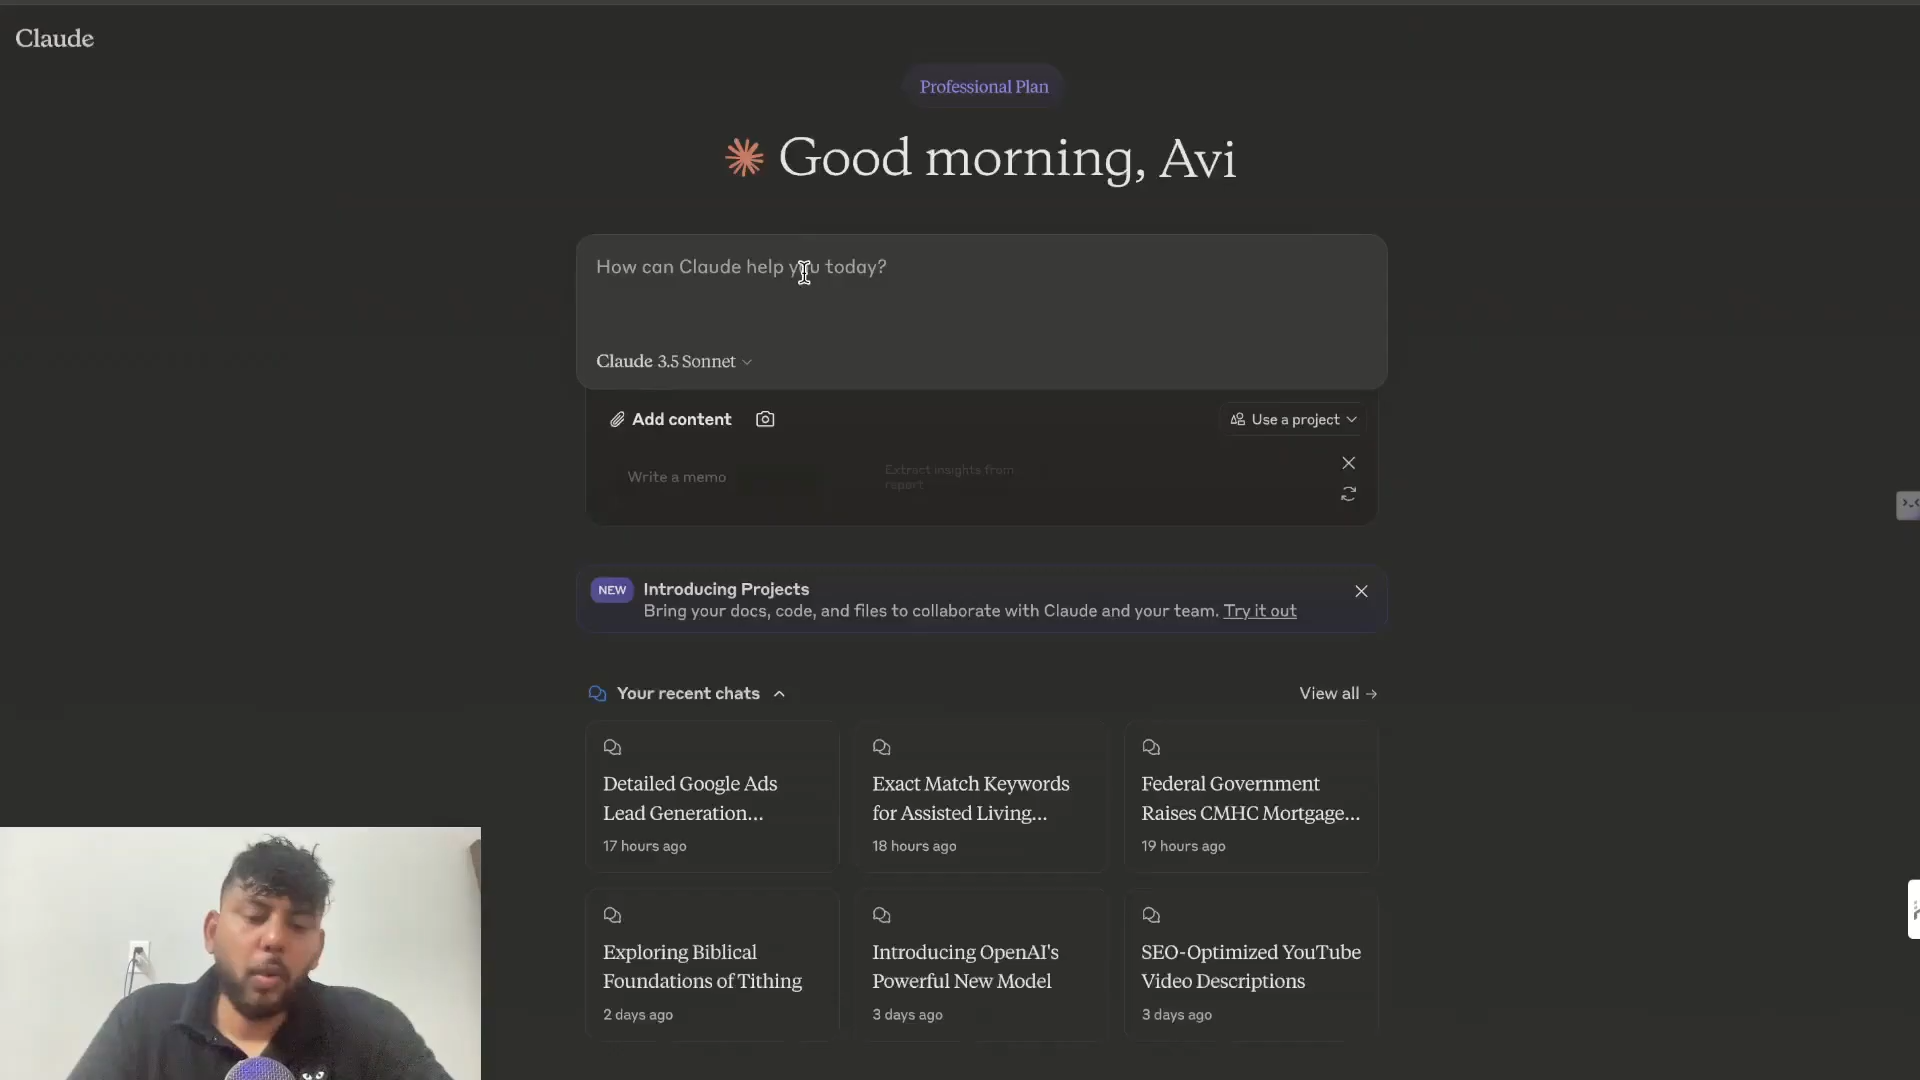 Claude
Professional Plan
Good morning, Avi
How can Claude help you today?
Claude 3.5 Sonnet
Add content
Use a project
Write a memo
Extract insights from
report
NEW
Introducing Projects
Bring your docs, code, and files to collaborate with Claude and your team. Try it out
Your recent chats
View all →
Detailed Google Ads
Lead Generation...
17 hours ago
Exact Match Keywords
for Assisted Living...
18 hours ago
Federal Government
Raises CMHC Mortgage...
19 hours ago
Exploring Biblical
Foundations of Tithing
2 days ago
Introducing OpenAI's
Powerful New Model
3 days ago
SEO-Optimized YouTube
Video Descriptions
3 days ago